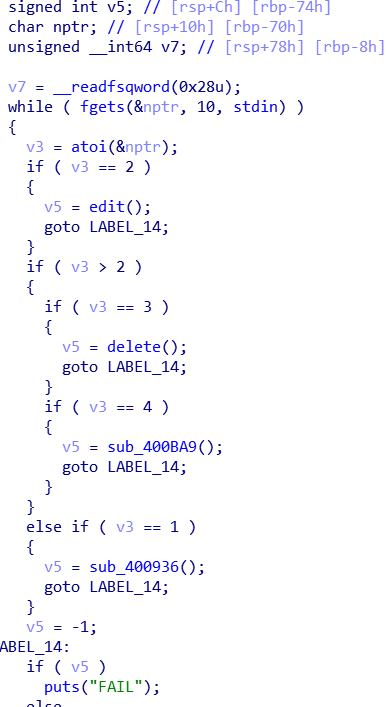 signed int v5; // [rsp+Ch] [rbp-74h]
char nptr; // [rsp+10h] [rbp-70h]
unsigned __int64 v7; // [rsp+78h] [rbp-8h]
v7 = __readfsqword(0x28u);
while ( fgets(&nptr, 10, stdin) )
{
v3 = atoi(&nptr);
if ( v3 == 2 )
{
v5 = edit();
goto LABEL_14;
}
if ( v3 > 2 )
{
if ( v3 == 3 )
{
v5 = delete();
goto LABEL_14;
}
if ( v3 == 4 )
{
v5 = sub_400BA9();
goto LABEL_14;
}
}
else if ( v3 == 1 )
{
v5 = sub_400936();
goto LABEL_14;
}
v5 = -1;
ABEL_14:
if ( v5 )
puts("FAIL");
else